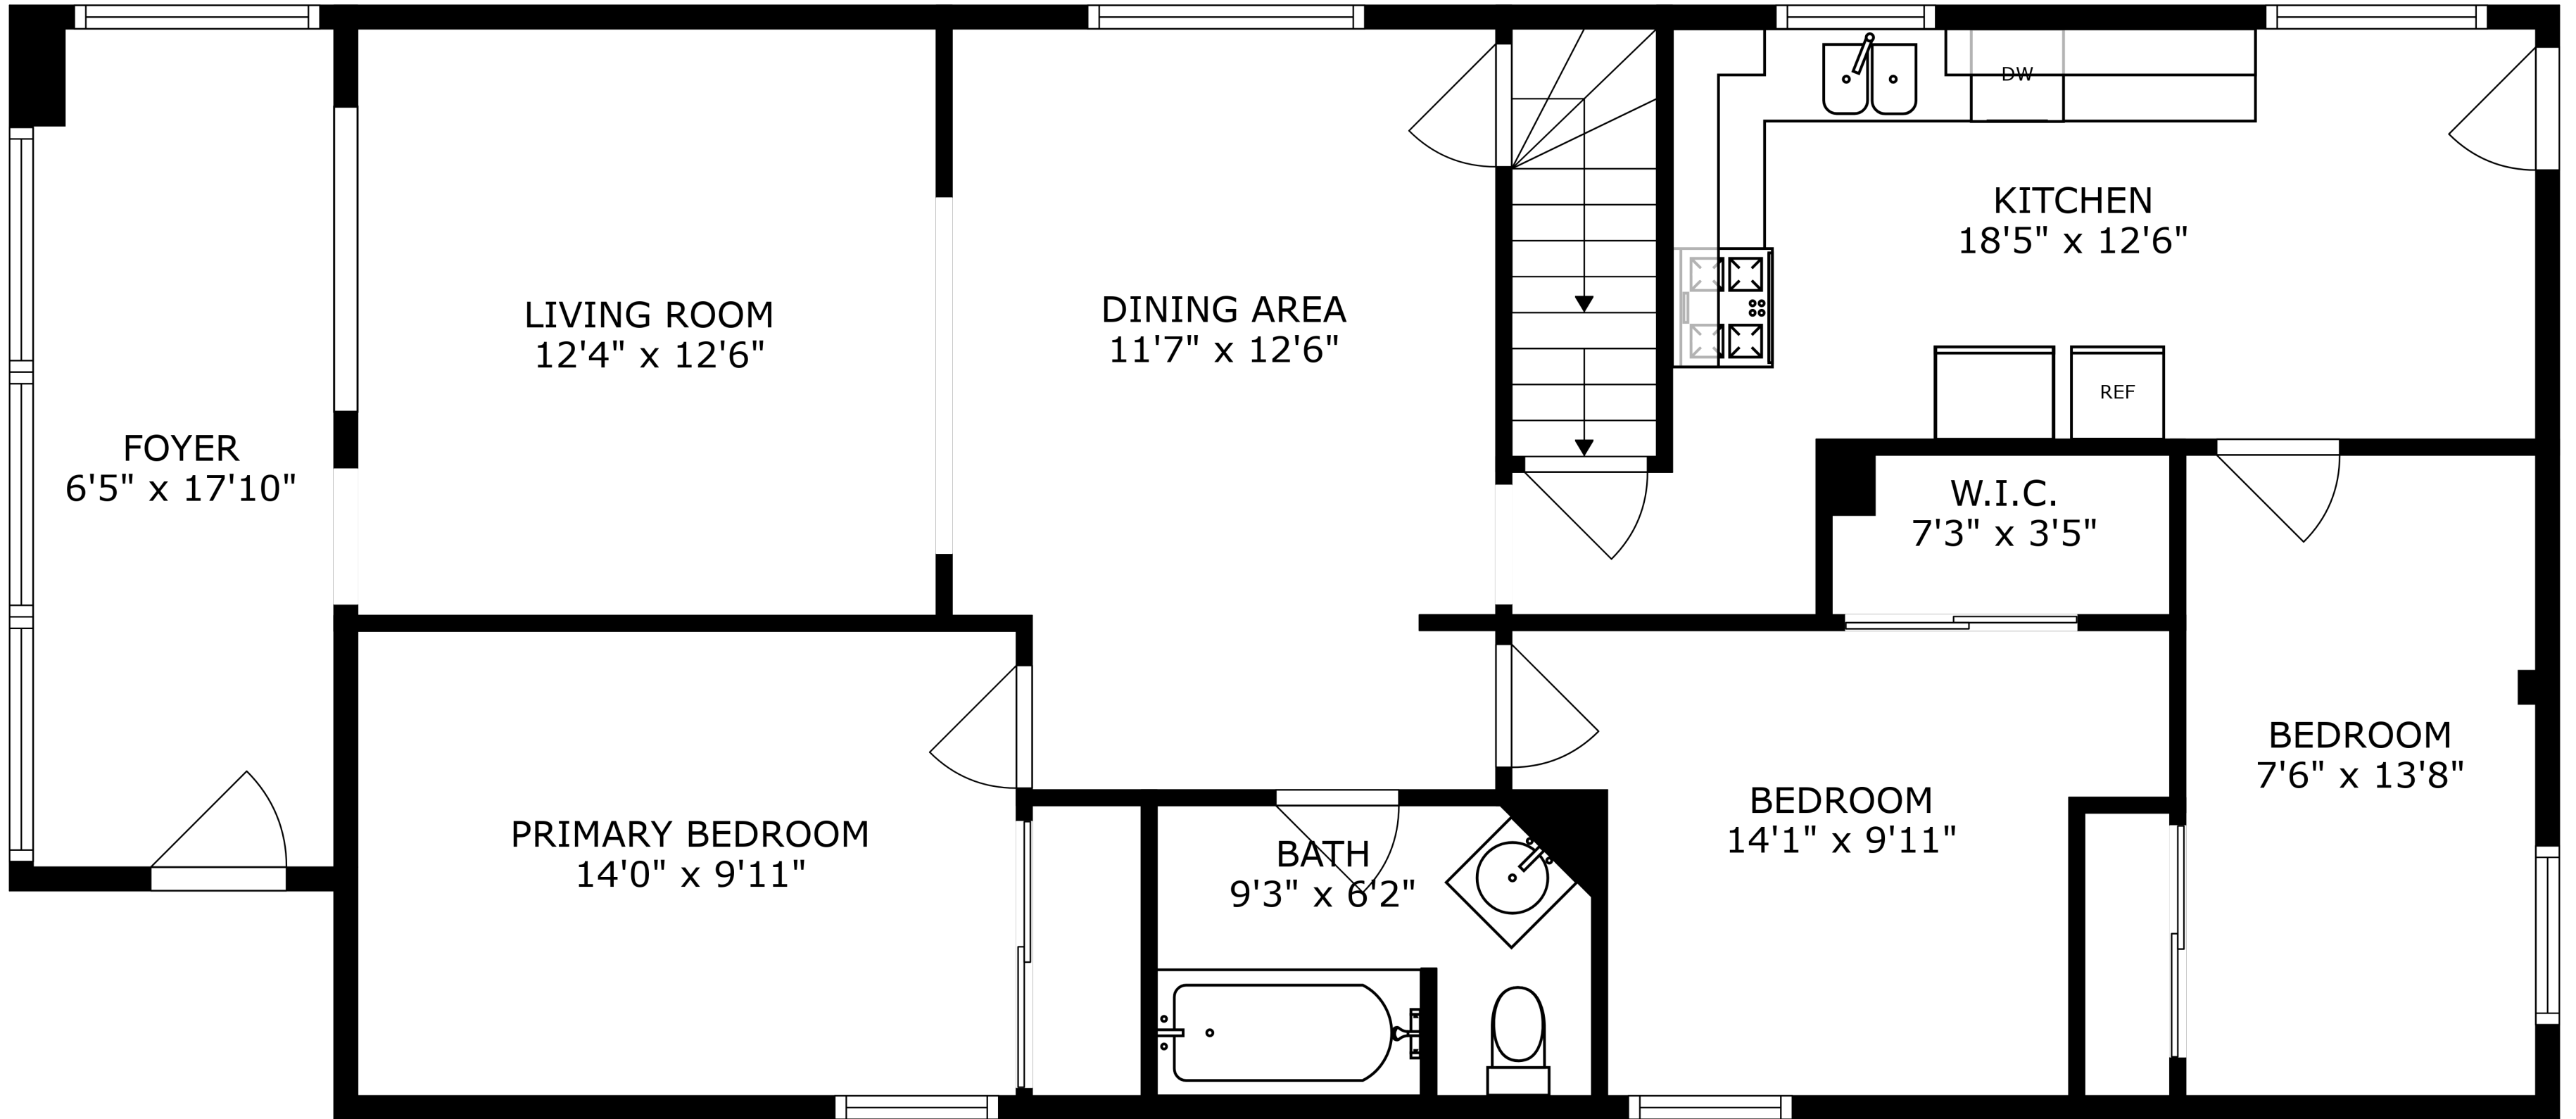 DW
KITCHEN
18'5" x 12'6"
LIVING ROOM
12'4" x 12'6"
DINING AREA
11'7" x 12'6"
REF
FOYER
6'5" x 17'10"
W.I.C.
7'3" x 3'5"
BEDROOM
7'6" x 13'8"
PRIMARY BEDROOM
14'0" x 9'11"
BATH
9'3" x 6'2"
BEDROOM
14'1" x 9'11"